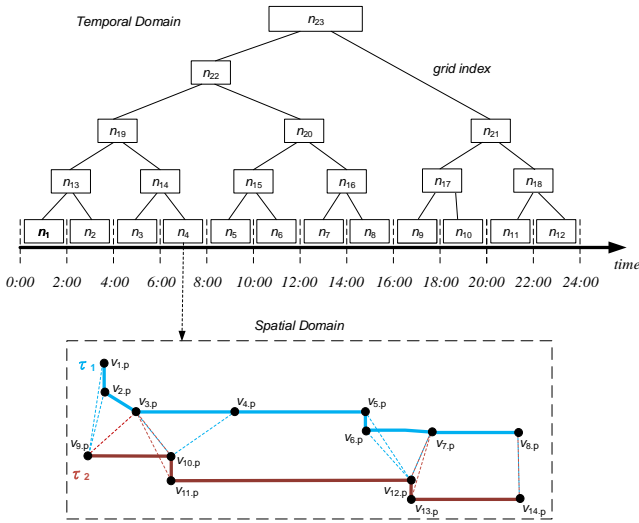 Temporal Domain
n23
grid index
n22
n19 n20 n21
n13 n14 n15 n16 n17 n18
n1 n2 n3 n4 n5 n6 n7 n8 n9 n10 n11 n12
time
0:00 2:00 4:00 6:00 8:00 10:00 12:00 14:00 16:00 18:00 20:00 22:00 24:00
Spatial Domain
τ1 v1.p
v2.p
v3.p v4.p v5.p
v6.p v7.p v8.p
v9.p v10.p
τ2 v11.p v12.p
v13.p v14.p